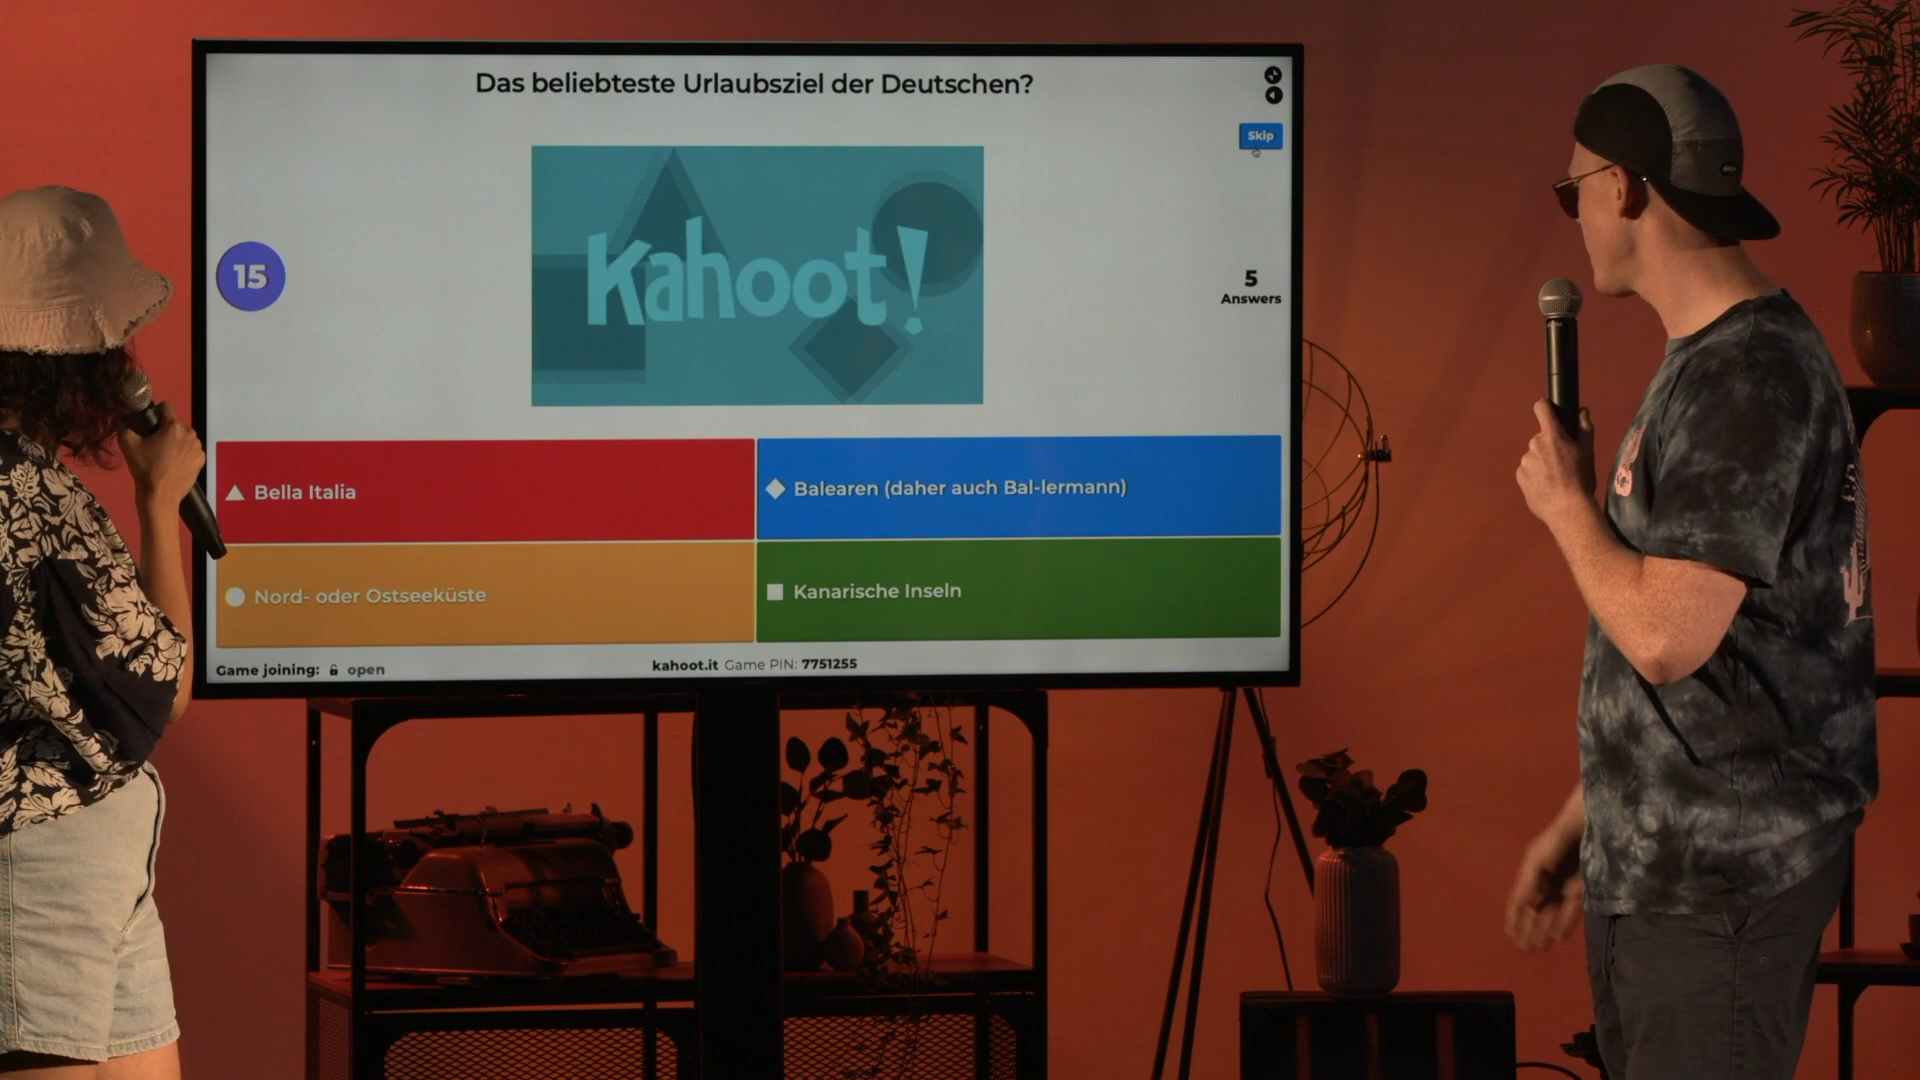 Das beliebteste Urlaubsziel der Deutschen?
Skip
15
Kahoot!
5
Answers
Bella Italia
Balearen (daher auch Bal-lermann)
Nord- oder Ostseeküste
Kanarische Inseln
Game joining: open
kahoot.it Game PIN: 7751255